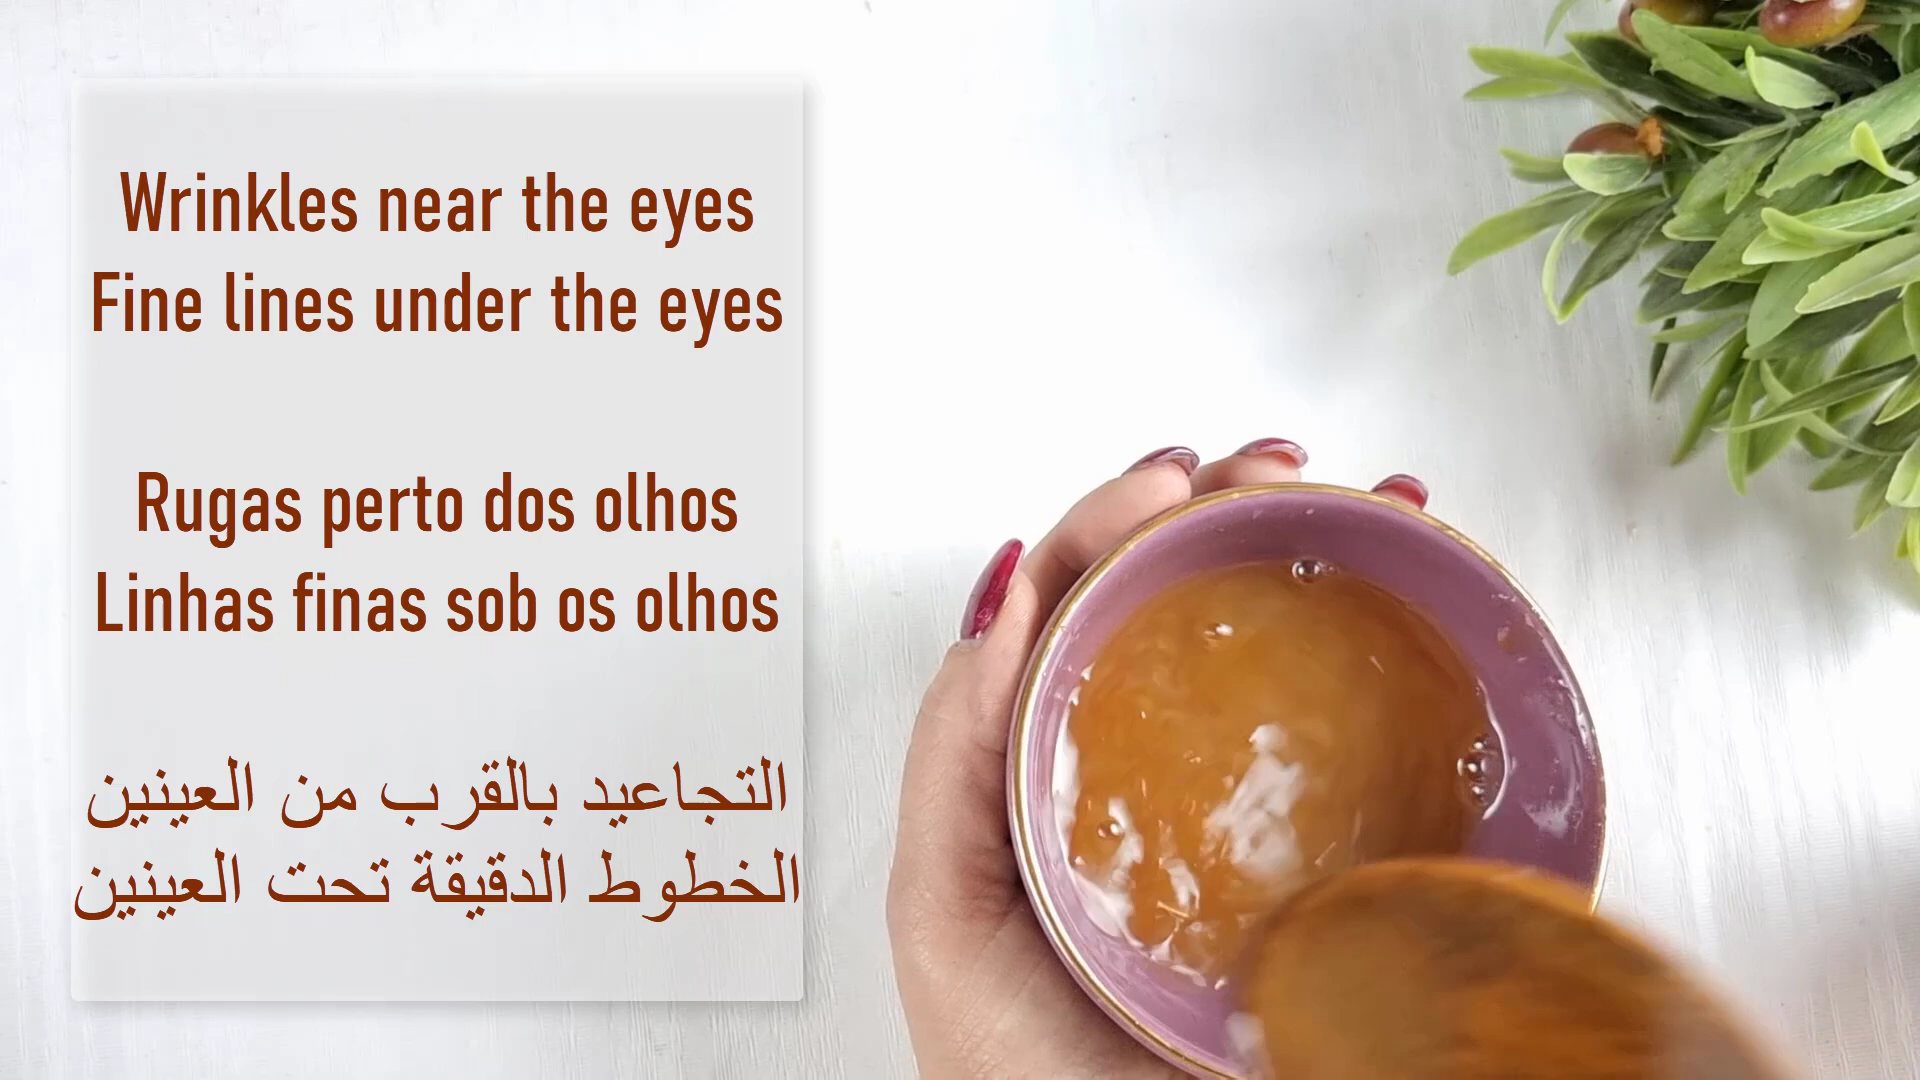 Wrinkles near the eyes
Fine lines under the eyes
Rugas perto dos olhos
Linhas finas sob os olhos
التجاعيد بالقرب من العينين
الخطوط الدقيقة تحت العينين